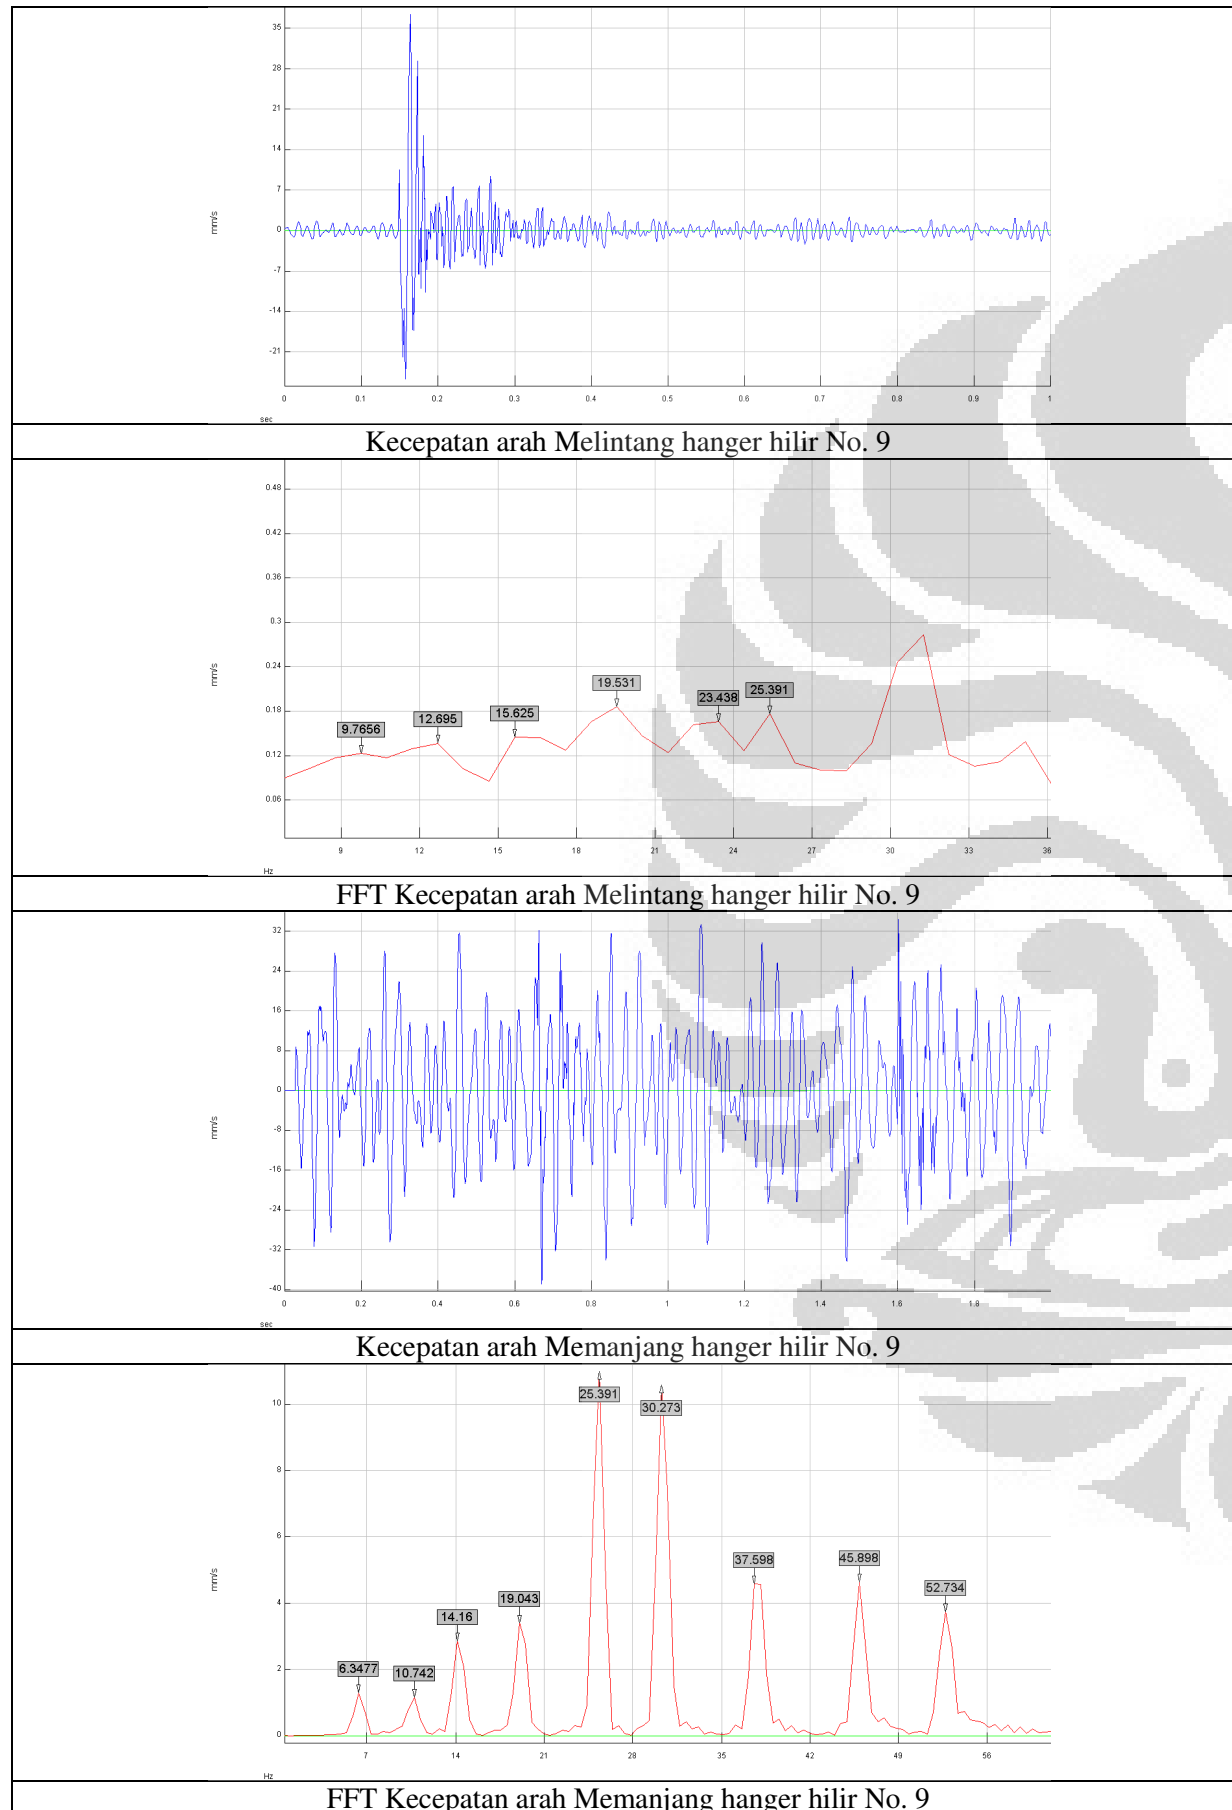 35
28
21
14
7
0
-7
-14
-21
mm/s
0 0.1 0.2 0.3 0.4 0.5 0.6 0.7 0.8 0.9 1
sec
Kecepatan arah Melintang hanger hilir No. 9
0.48
0.42
0.36
0.3
0.24
0.18
0.12
0.06
mm/s
9.7656 12.695 15.625 19.531 23.438 25.391
9 12 15 18 21 24 27 30 33 36
Hz
FFT Kecepatan arah Melintang hanger hilir No. 9
32
24
16
8
0
-8
-16
-24
-32
-40
mm/s
0 0.2 0.4 0.6 0.8 1 1.2 1.4 1.6 1.8
sec
Kecepatan arah Memanjang hanger hilir No. 9
10
8
6
4
2
0
mm/s
6.3477 10.742 14.16 19.043 25.391 30.273 37.598 45.898 52.734
7 14 21 28 35 42 49 56
Hz
FFT Kecepatan arah Memanjang hanger hilir No. 9